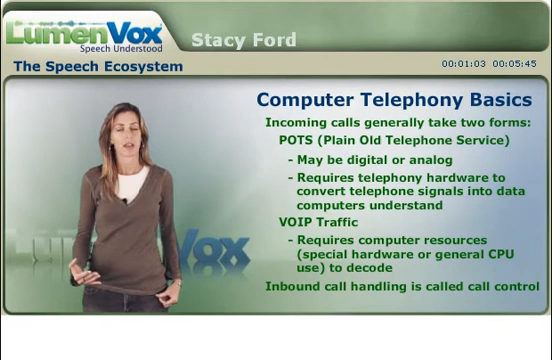 LumenVox
Speech Understood
Stacy Ford
The Speech Ecosystem
00:01:03 00:05:45
Computer Telephony Basics
Incoming calls generally take two forms:
POTS (Plain Old Telephone Service)
- May be digital or analog
- Requires telephony hardware to
convert telephone signals into data
computers understand
VOIP Traffic
- Requires computer resources
(special hardware or general CPU
use) to decode
Inbound call handling is called call control
LumenVox